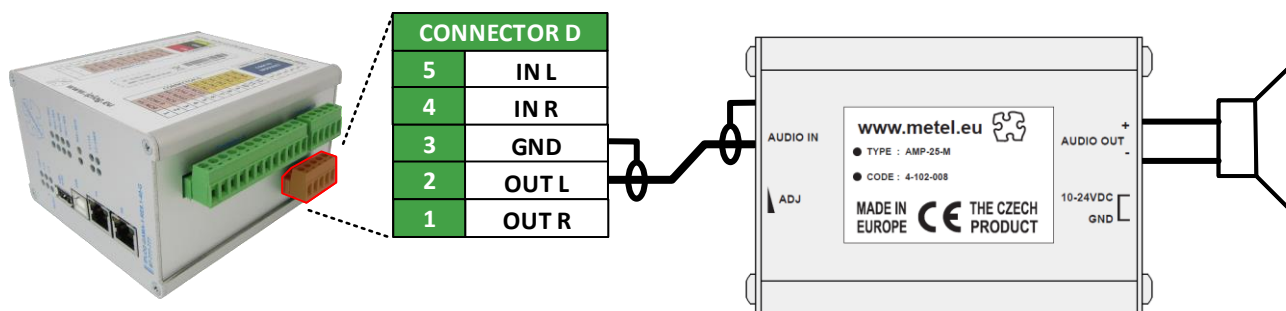 CONNECTOR D
5 IN L
4 IN R
3 GND
2 OUT L
1 OUT R
AUDIO IN
ADJ
www.metel.eu
TYPE : AMP-25-M
CODE : 4-102-008
MADE IN EUROPE CE THE CZECH PRODUCT
+
AUDIO OUT
-
10-24VDC
GND